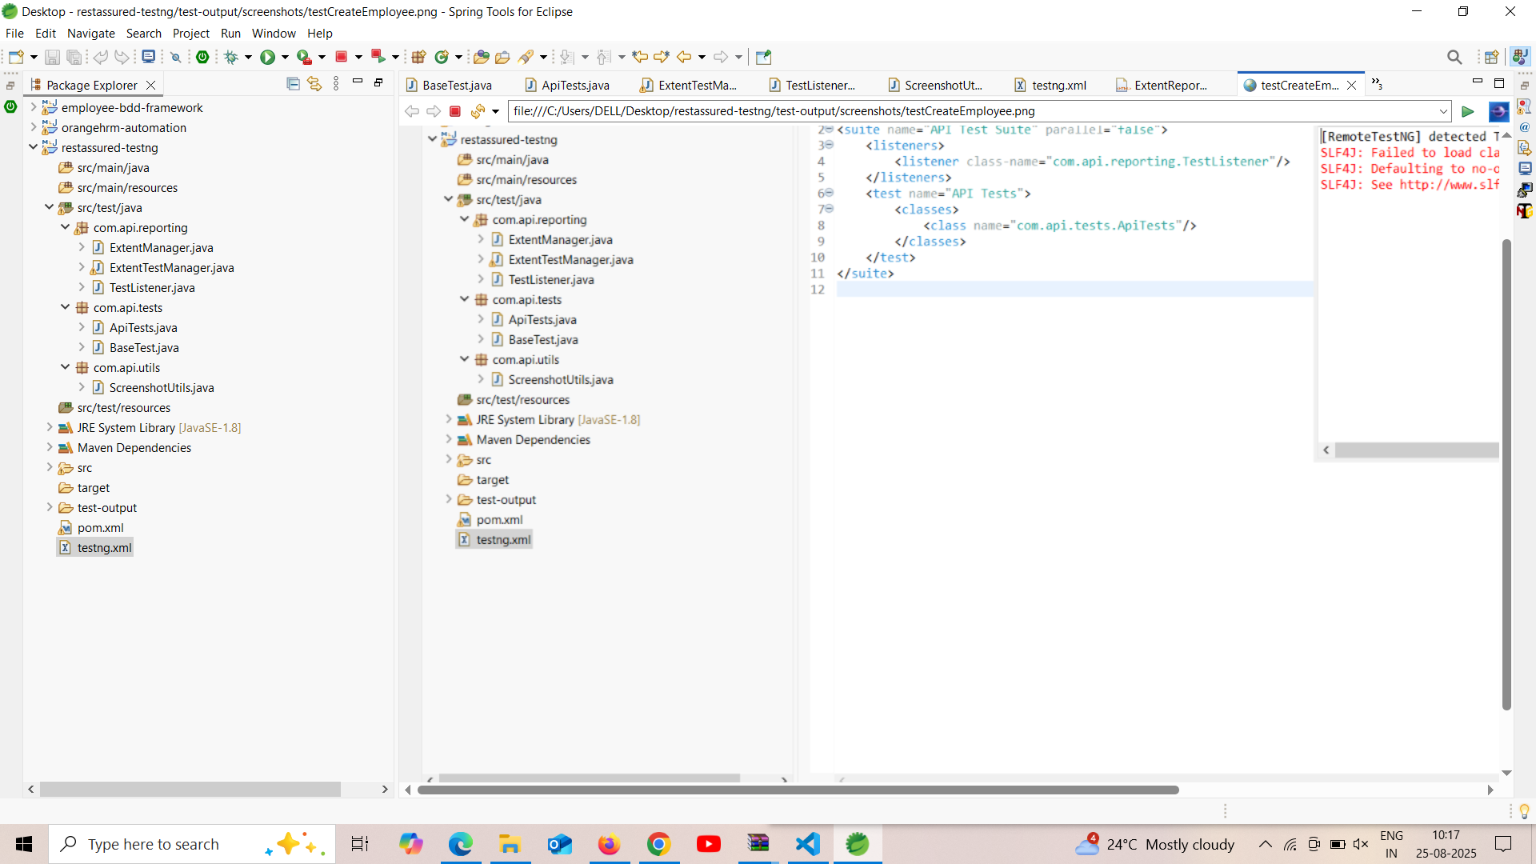 Desktop - restassured-testng/test-output/screenshots/testCreateEmployee.png - Spring Tools for Eclipse
File Edit Navigate Search Project Run Window Help
Package Explorer
BaseTest.java ApiTests.java ExtentTestMa... TestListener... ScreenshotUt... testng.xml ExtentRepor... testCreateEm... »3
file:///C:/Users/DELL/Desktop/restassured-testng/test-output/screenshots/testCreateEmployee.png
employee-bdd-framework
orangehrm-automation
restassured-testng
src/main/java
src/main/resources
src/test/java
com.api.reporting
ExtentManager.java
ExtentTestManager.java
TestListener.java
com.api.tests
ApiTests.java
BaseTest.java
com.api.utils
ScreenshotUtils.java
src/test/resources
JRE System Library [JavaSE-1.8]
Maven Dependencies
src
target
test-output
pom.xml
testng.xml
restassured-testng
src/main/java
src/main/resources
src/test/java
com.api.reporting
ExtentManager.java
ExtentTestManager.java
TestListener.java
com.api.tests
ApiTests.java
BaseTest.java
com.api.utils
ScreenshotUtils.java
src/test/resources
JRE System Library [JavaSE-1.8]
Maven Dependencies
src
target
test-output
pom.xml
testng.xml
2 <suite name="API Test Suite" parallel="false">
3 <listeners>
4 <listener class-name="com.api.reporting.TestListener"/>
5 </listeners>
6 <test name="API Tests">
7 <classes>
8 <class name="com.api.tests.ApiTests"/>
9 </classes>
10 </test>
11 </suite>
12
[RemoteTestNG] detected T
SLF4J: Failed to load cla
SLF4J: Defaulting to no-o
SLF4J: See http://www.slf
Type here to search
4
24°C Mostly cloudy
ENG
IN
10:17
25-08-2025